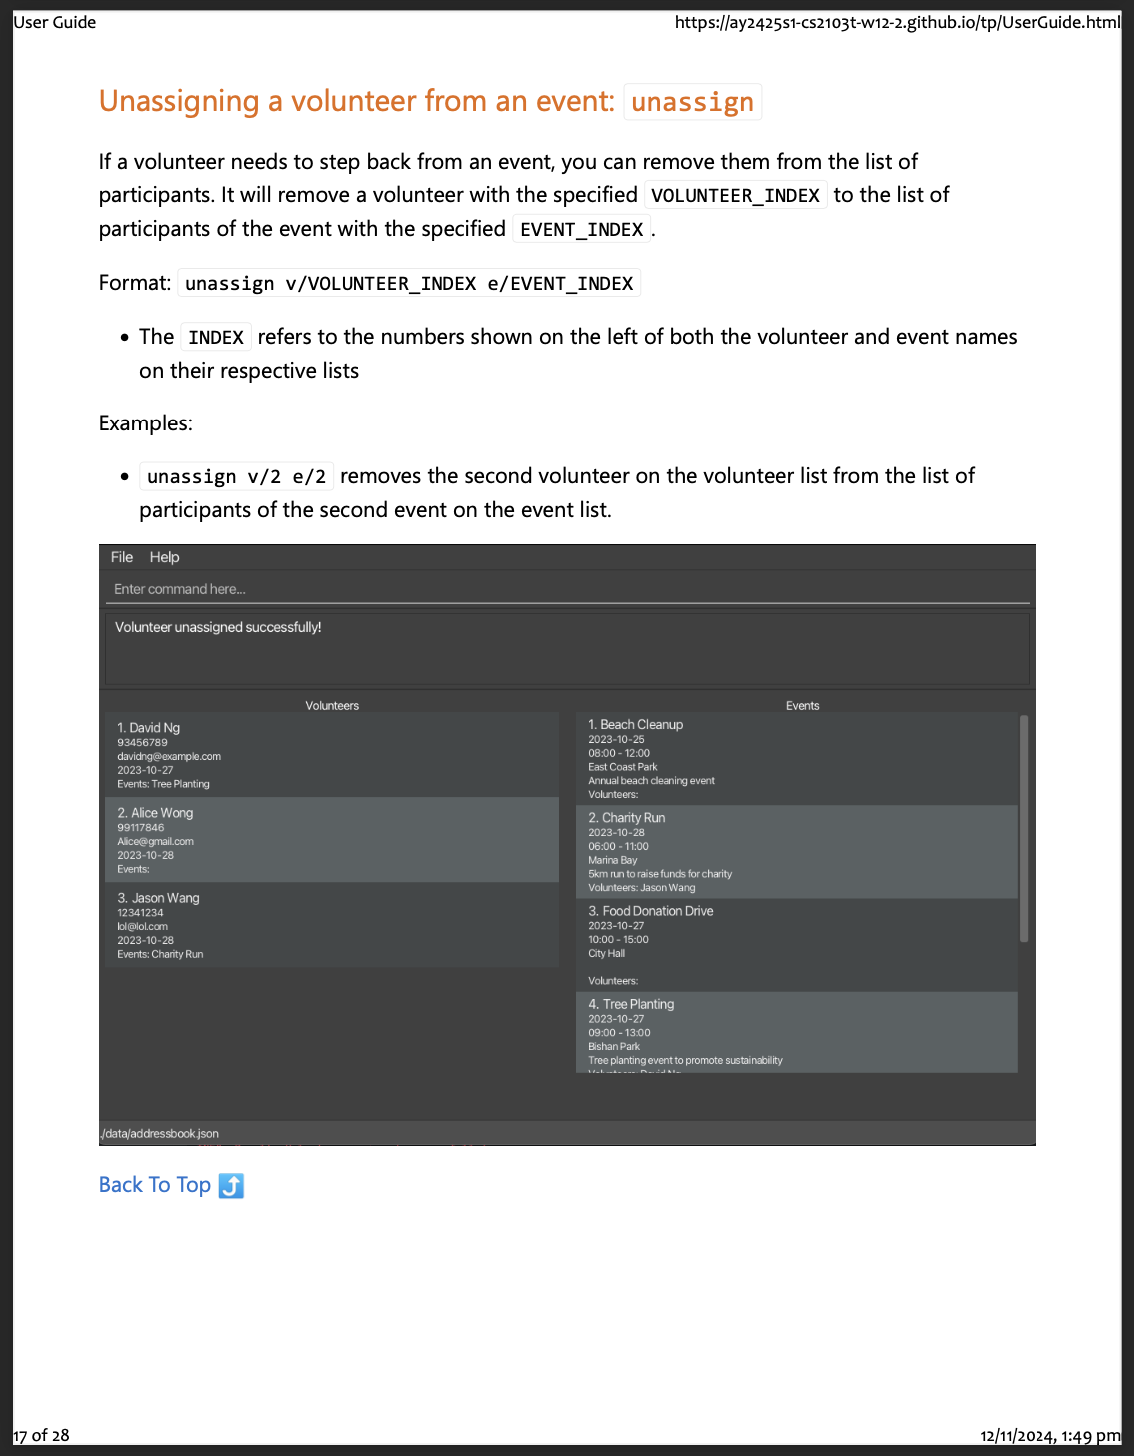 User Guide https://ay2425s1-cs2103t-w12-2.github.io/tp/UserGuide.html
Unassigning a volunteer from an event: unassign
If a volunteer needs to step back from an event, you can remove them from the list of
participants. It will remove a volunteer with the specified VOLUNTEER_INDEX to the list of
participants of the event with the specified EVENT_INDEX.
Format: unassign v/VOLUNTEER_INDEX e/EVENT_INDEX
• The INDEX refers to the numbers shown on the left of both the volunteer and event names
on their respective lists
Examples:
• unassign v/2 e/2 removes the second volunteer on the volunteer list from the list of
participants of the second event on the event list.
File Help
Enter command here...
Volunteer unassigned successfully!
Volunteers
1. David Ng
93456789
davidng@example.com
2023-10-27
Events: Tree Planting
2. Alice Wong
99117846
Alice@gmail.com
2023-10-28
Events:
3. Jason Wang
12341234
lol@lol.com
2023-10-28
Events: Charity Run
Events
1. Beach Cleanup
2023-10-25
08:00 - 12:00
East Coast Park
Annual beach cleaning event
Volunteers:
2. Charity Run
2023-10-28
06:00 - 11:00
Marina Bay
5km run to raise funds for charity
Volunteers: Jason Wang
3. Food Donation Drive
2023-10-27
10:00 - 15:00
City Hall
Volunteers:
4. Tree Planting
2023-10-27
09:00 - 13:00
Bishan Park
Tree planting event to promote sustainability
Volunteers: David Ng
/data/addressbook.json
Back To Top
17 of 28 12/11/2024, 1:49 pm